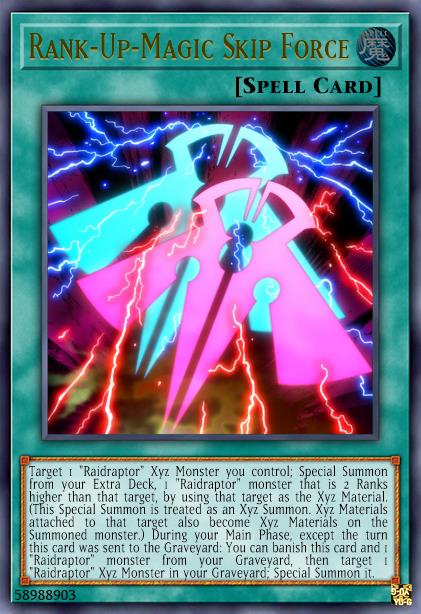 RANK-UP-MAGIC SKIP FORCE
[SPELL CARD]
Target 1 "Raidraptor" Xyz Monster you control; Special Summon
from your Extra Deck, 1 "Raidraptor" monster that is 2 Ranks
higher than that target, by using that target as the Xyz Material.
(This Special Summon is treated as an Xyz Summon. Xyz Materials
attached to that target also become Xyz Materials on the
Summoned monster.) During your Main Phase, except the turn
this card was sent to the Graveyard: You can banish this card and 1
"Raidraptor" monster from your Graveyard, then target 1
"Raidraptor" Xyz Monster in your Graveyard; Special Summon it.
58988903